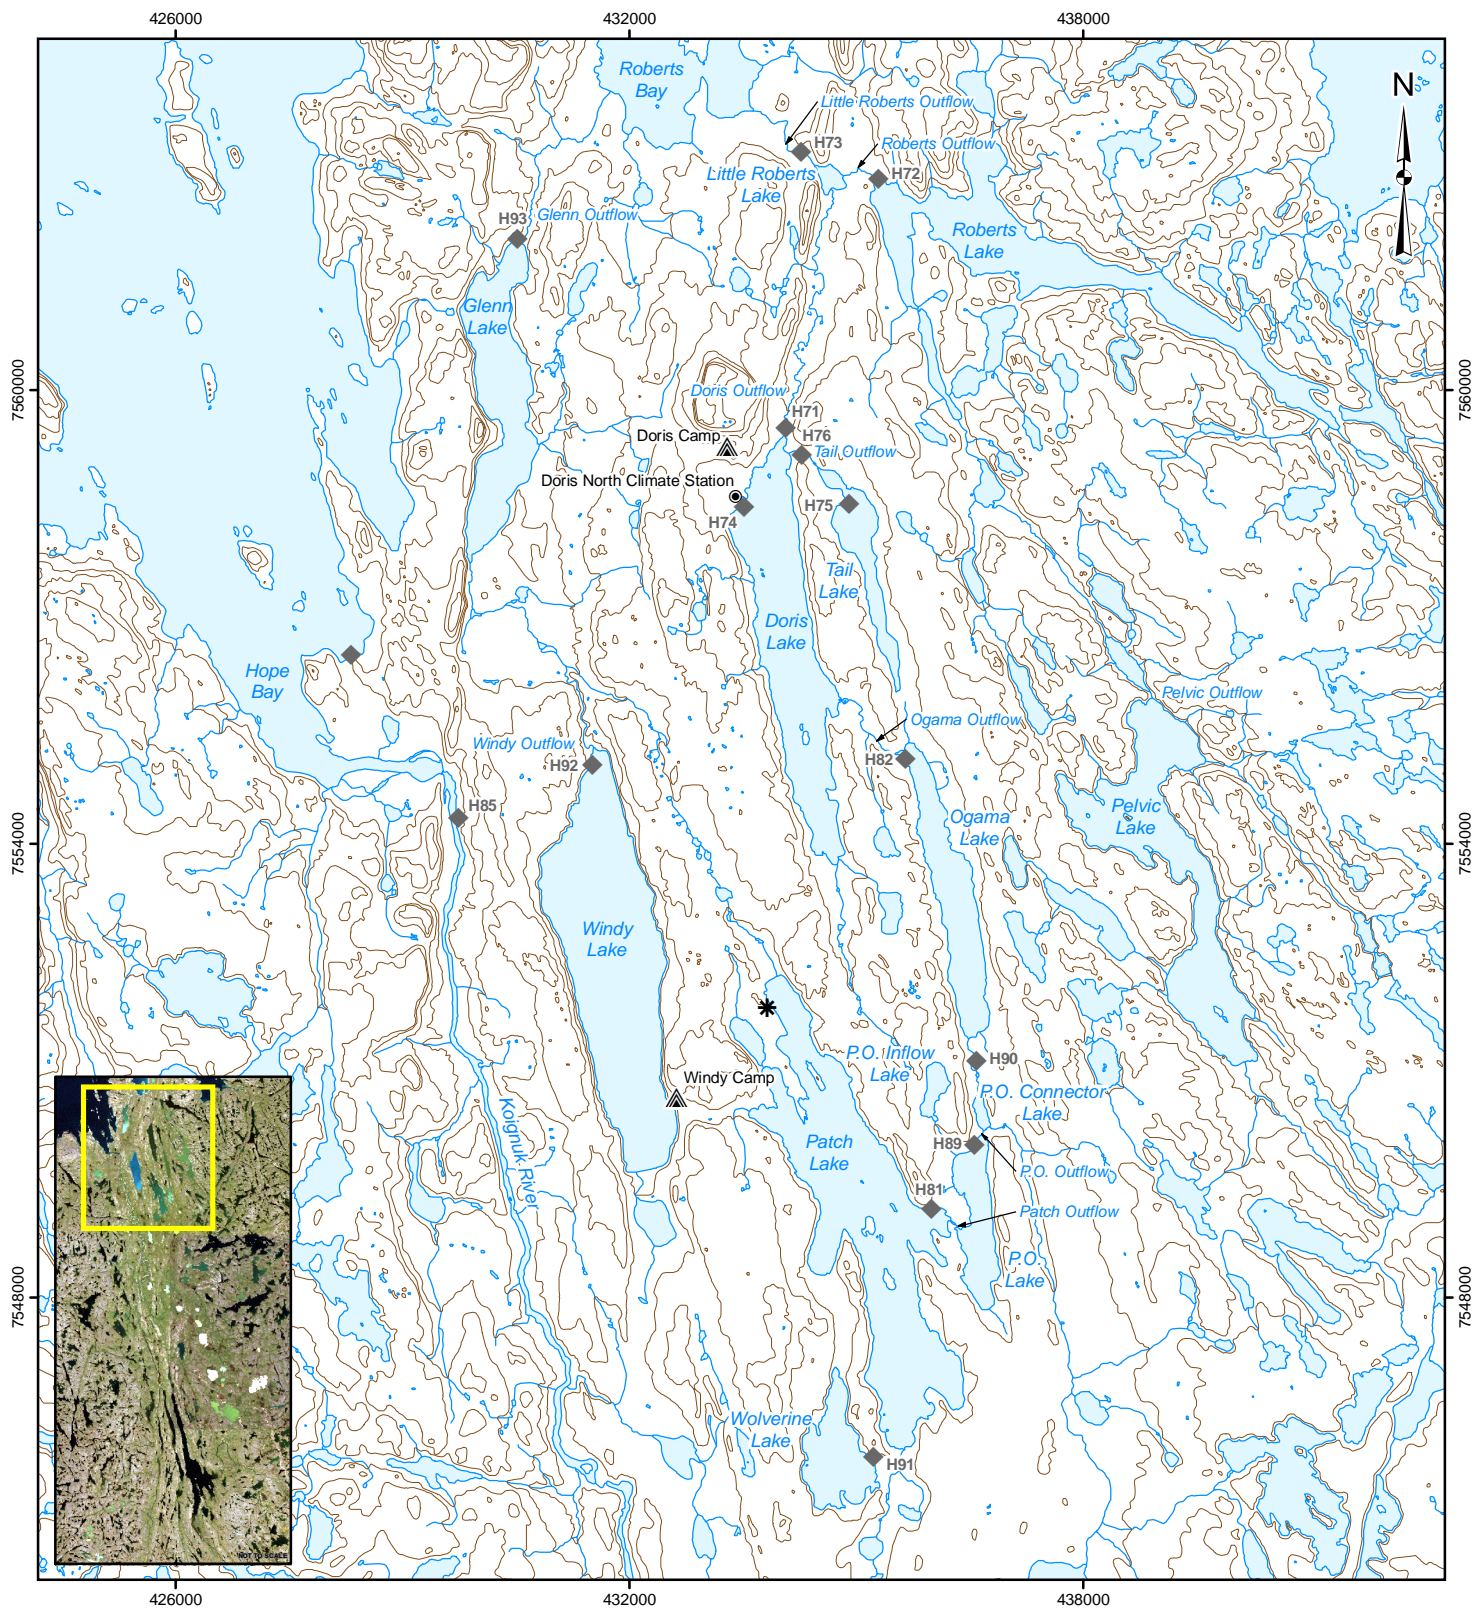 426000
432000
438000
Roberts
Bay
N
Little Roberts Outflow
H73
Roberts Outflow
Little Roberts
Lake
H72
H93
Glenn Outflow
Roberts
Lake
Glenn
Lake
7560000
7560000
Doris Outflow
H71
Doris Camp
H76
Tail Outflow
Doris North Climate Station
H74
H75
Tail
Lake
Doris
Lake
Hope
Bay
Pelvic Outflow
Ogama Outflow
Windy Outflow
H92
H82
H85
Ogama
Lake
Pelvic
Lake
7554000
7554000
Windy
Lake
P.O. Inflow
Lake
H90
Windy Camp
P.O. Connector
Lake
Koignuk River
Patch
Lake
H89
P.O. Outflow
H81
Patch Outflow
P.O.
Lake
7548000
7548000
Wolverine
Lake
H91
NOT TO SCALE
426000
432000
438000